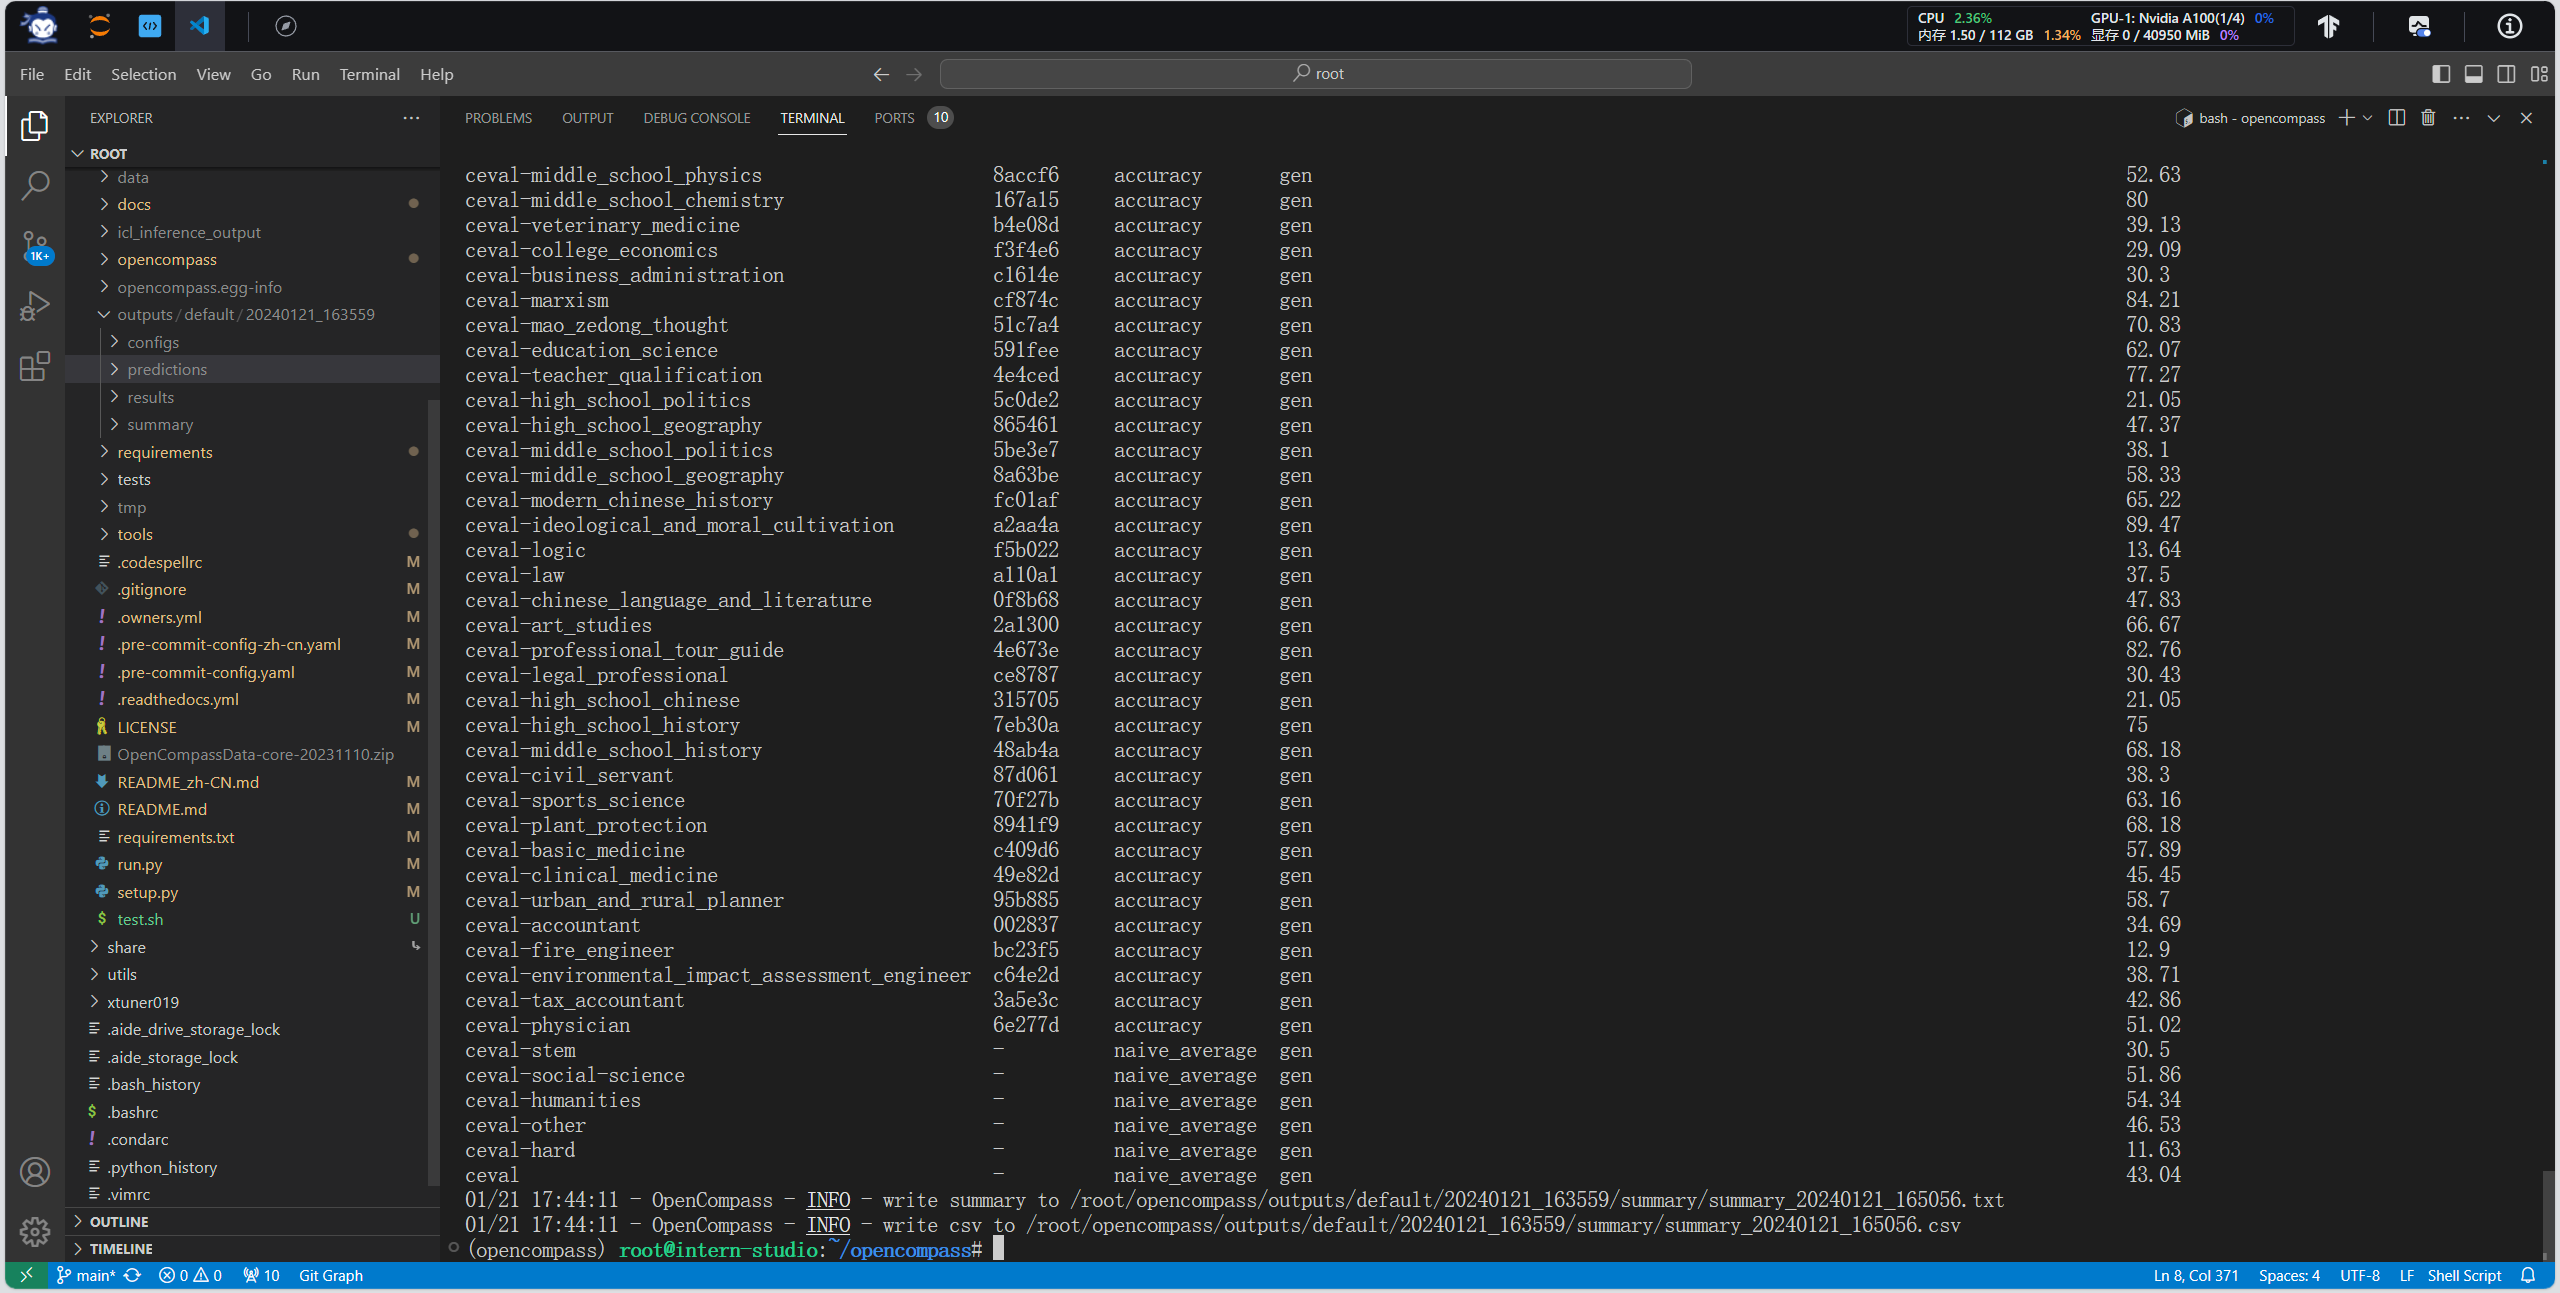 CPU 2.36% GPU-1: Nvidia A100(1/4) 0%
内存 1.50 / 112 GB 1.34% 显存 0 / 40950 MiB 0%
File Edit Selection View Go Run Terminal Help
root
EXPLORER
PROBLEMS OUTPUT DEBUG CONSOLE TERMINAL PORTS 10
bash - opencompass
ROOT
data
docs
icl_inference_output
1K+
opencompass
opencompass.egg-info
outputs / default / 20240121_163559
configs
predictions
results
summary
requirements
tests
tmp
tools
.codespellrc M
.gitignore M
.owners.yml M
.pre-commit-config-zh-cn.yaml M
.pre-commit-config.yaml M
.readthedocs.yml M
LICENSE M
OpenCompassData-core-20231110.zip
README_zh-CN.md M
README.md M
requirements.txt M
run.py M
setup.py M
test.sh U
share
utils
xtuner019
.aide_drive_storage_lock
.aide_storage_lock
.bash_history
.bashrc
.condarc
.python_history
.vimrc
OUTLINE
TIMELINE
ceval-middle_school_physics 8accf6 accuracy gen 52.63
ceval-middle_school_chemistry 167a15 accuracy gen 80
ceval-veterinary_medicine b4e08d accuracy gen 39.13
ceval-college_economics f3f4e6 accuracy gen 29.09
ceval-business_administration c1614e accuracy gen 30.3
ceval-marxism cf874c accuracy gen 84.21
ceval-mao_zedong_thought 51c7a4 accuracy gen 70.83
ceval-education_science 591fee accuracy gen 62.07
ceval-teacher_qualification 4e4ced accuracy gen 77.27
ceval-high_school_politics 5c0de2 accuracy gen 21.05
ceval-high_school_geography 865461 accuracy gen 47.37
ceval-middle_school_politics 5be3e7 accuracy gen 38.1
ceval-middle_school_geography 8a63be accuracy gen 58.33
ceval-modern_chinese_history fc01af accuracy gen 65.22
ceval-ideological_and_moral_cultivation a2aa4a accuracy gen 89.47
ceval-logic f5b022 accuracy gen 13.64
ceval-law a110a1 accuracy gen 37.5
ceval-chinese_language_and_literature 0f8b68 accuracy gen 47.83
ceval-art_studies 2a1300 accuracy gen 66.67
ceval-professional_tour_guide 4e673e accuracy gen 82.76
ceval-legal_professional ce8787 accuracy gen 30.43
ceval-high_school_chinese 315705 accuracy gen 21.05
ceval-high_school_history 7eb30a accuracy gen 75
ceval-middle_school_history 48ab4a accuracy gen 68.18
ceval-civil_servant 87d061 accuracy gen 38.3
ceval-sports_science 70f27b accuracy gen 63.16
ceval-plant_protection 8941f9 accuracy gen 68.18
ceval-basic_medicine c409d6 accuracy gen 57.89
ceval-clinical_medicine 49e82d accuracy gen 45.45
ceval-urban_and_rural_planner 95b885 accuracy gen 58.7
ceval-accountant 002837 accuracy gen 34.69
ceval-fire_engineer bc23f5 accuracy gen 12.9
ceval-environmental_impact_assessment_engineer c64e2d accuracy gen 38.71
ceval-tax_accountant 3a5e3c accuracy gen 42.86
ceval-physician 6e277d accuracy gen 51.02
ceval-stem - naive_average gen 30.5
ceval-social-science - naive_average gen 51.86
ceval-humanities - naive_average gen 54.34
ceval-other - naive_average gen 46.53
ceval-hard - naive_average gen 11.63
ceval - naive_average gen 43.04
01/21 17:44:11 - OpenCompass - INFO - write summary to /root/opencompass/outputs/default/20240121_163559/summary/summary_20240121_165056.txt
01/21 17:44:11 - OpenCompass - INFO - write csv to /root/opencompass/outputs/default/20240121_163559/summary/summary_20240121_165056.csv
(opencompass) root@intern-studio:~/opencompass#
main* 0 0 10 Git Graph Ln 8, Col 371 Spaces: 4 UTF-8 LF Shell Script